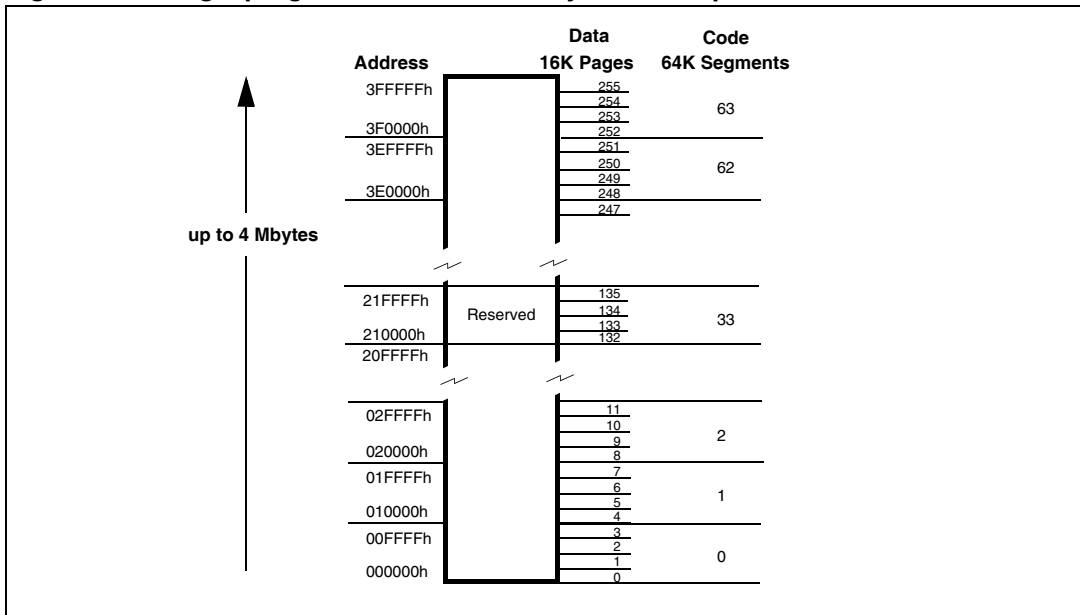 Data Code
Address 16K Pages 64K Segments
3FFFFFh 255
254
253 63
3F0000h 252
3EFFFFh 251
250 62
249
3E0000h 248
247
up to 4 Mbytes
21FFFFh 135
Reserved 134 33
133
210000h 132
20FFFFh
02FFFFh 11
10
9 2
020000h 8
01FFFFh 7
6
5 1
010000h 4
00FFFFh 3
2
1 0
000000h 0